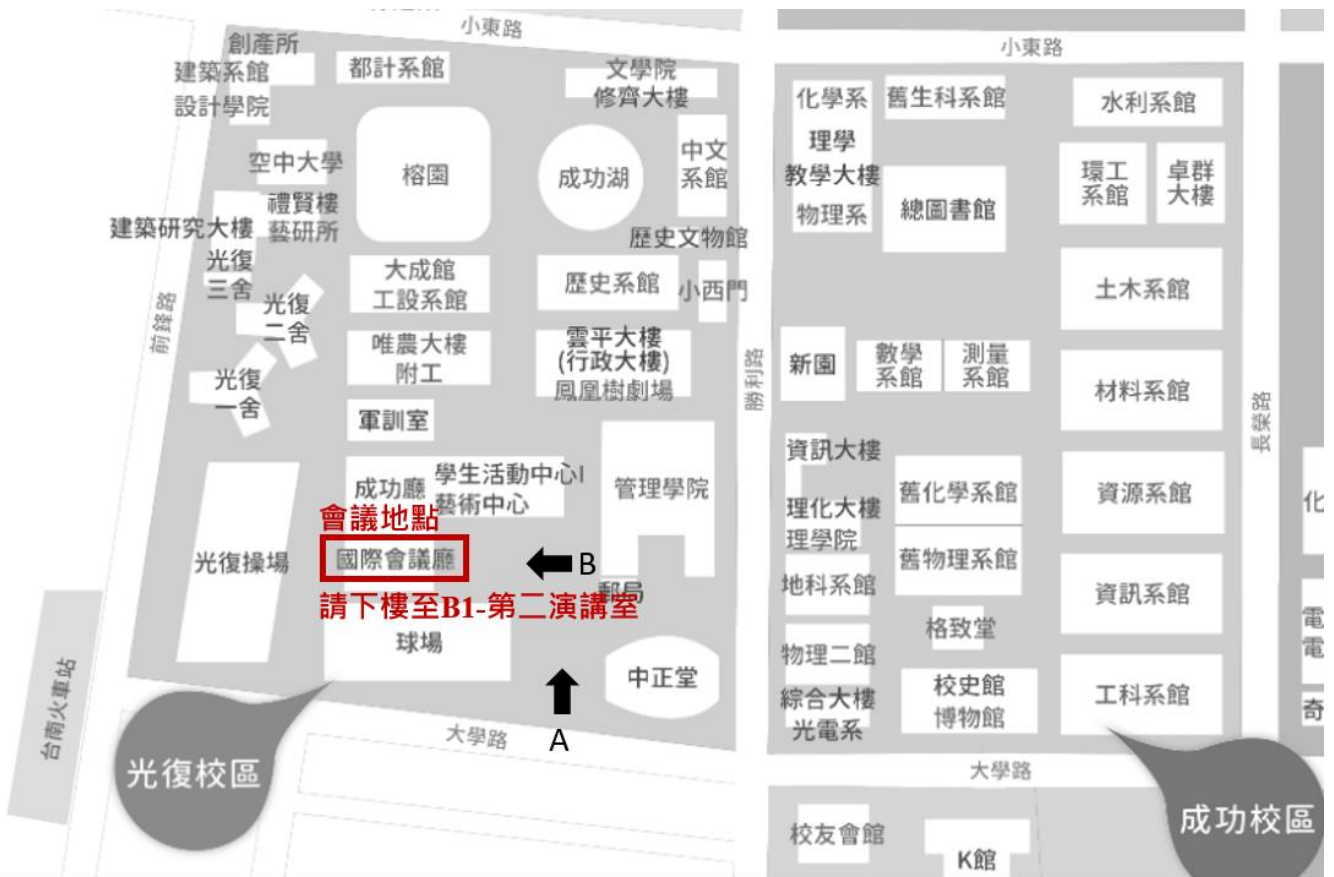 小東路
創產所
建築系館
設計學院
都計系館
文學院
修齊大樓
空中大學
榕園
成功湖
中文
系館
禮賢樓
藝研所
建築研究大樓
歷史文物館
光復
三舍
大成館
工設系館
歷史系館
小西門
光復
二舍
前鋒路
唯農大樓
附工
雲平大樓
(行政大樓)
鳳凰樹劇場
勝利路
光復
一舍
軍訓室
成功廳
學生活動中心I
藝術中心
管理學院
會議地點
國際會議廳
B
光復操場
郵局
請下樓至B1-第二演講室
球場
中正堂
A
台南火車站
大學路
光復校區
小東路
化學系
舊生科系館
水利系館
理學
教學大樓
物理系
總圖書館
環工
系館
卓群
大樓
土木系館
新園
數學
系館
測量
系館
材料系館
長榮路
資訊大樓
舊化學系館
資源系館
理化大樓
理學院
舊物理系館
地科系館
資訊系館
格致堂
物理二館
校史館
博物館
工科系館
綜合大樓
光電系
大學路
成功校區
校友會館
K館
化
電
電
奇